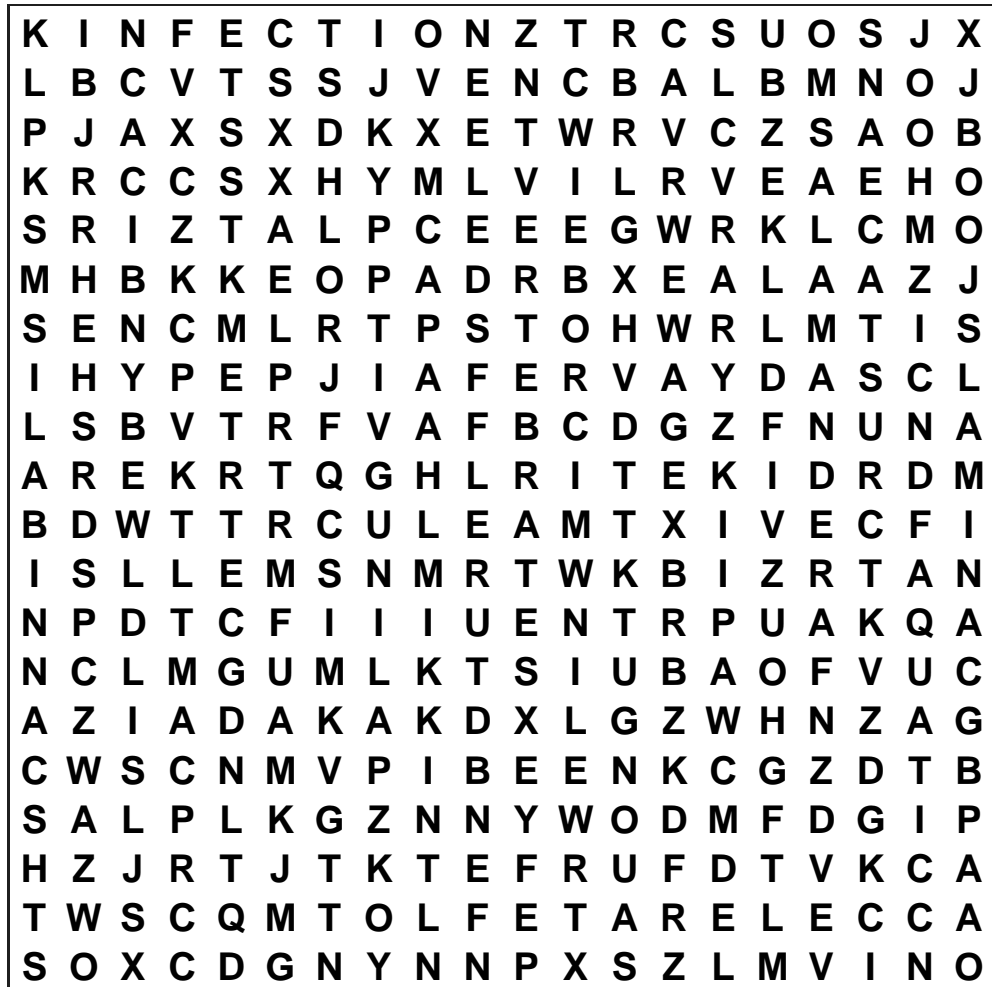 K I N F E C T I O N Z T R C S U O S J X
L B C V T S S J V E N C B A L B M N O J
P J A X S X D K X E T W R V C Z S A O B
K R C C S X H Y M L V I L R V E A E H O
S R I Z T A L P C E E E G W R K L C M O
M H B K K E O P A D R B X E A L A A Z J
S E N C M L R T P S T O H W R L M T I S
I H Y P E P J I A F E R V A Y D A S C L
L S B V T R F V A F B C D G Z F N U N A
A R E K R T Q G H L R I T E K I D R D M
B D W T T R C U L E A M T X I V E C F I
I S L L E M S N M R T W K B I Z R T A N
N P D T C F I I I U E N T R P U A K Q A
N C L M G U M L K T S I U B A O F V U C
A Z I A D A K A K D X L G Z W H N Z A G
C W S C N M V P I B E E N K C G Z D T B
S A L P L K G Z N N Y W O D M F D G I P
H Z J R T J T K T E F R U F D T V K C A
T W S C Q M T O L F E T A R E L E C C A
S O X C D G N Y N N P X S Z L M V I N O